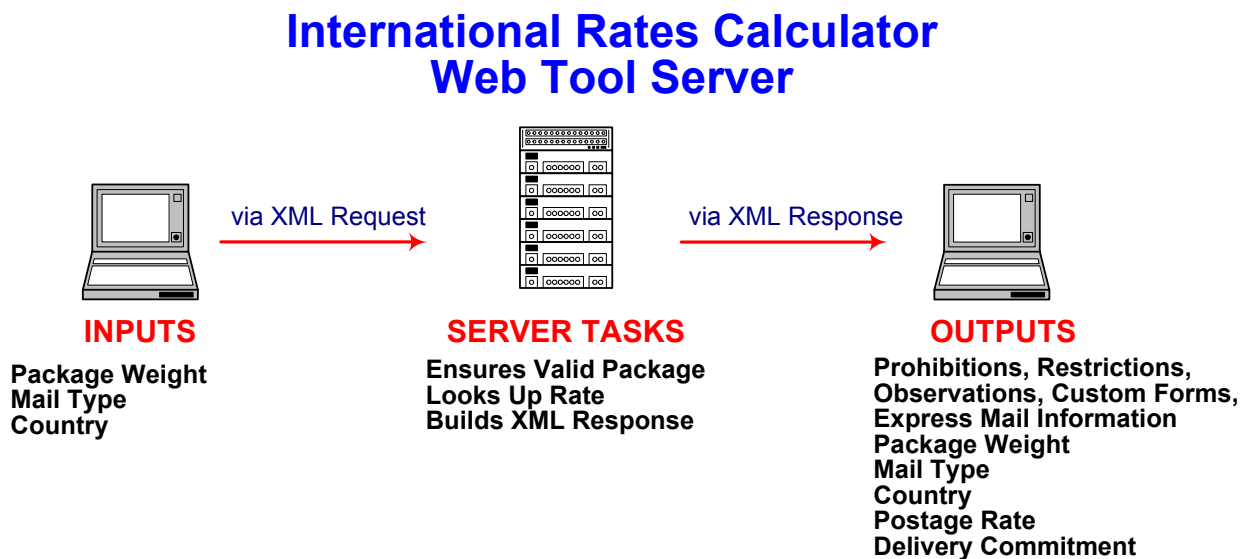 International Rates Calculator
Web Tool Server
via XML Request
via XML Response
INPUTS
Package Weight
Mail Type
Country
SERVER TASKS
Ensures Valid Package
Looks Up Rate
Builds XML Response
OUTPUTS
Prohibitions, Restrictions,
Observations, Custom Forms,
Express Mail Information
Package Weight
Mail Type
Country
Postage Rate
Delivery Commitment